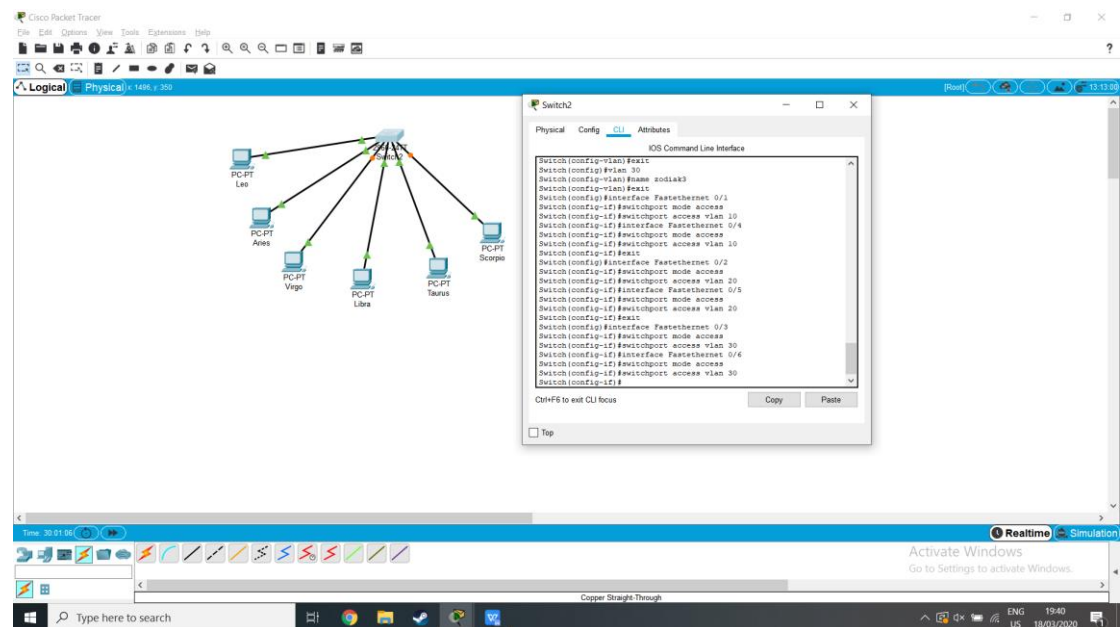 Cisco Packet Tracer
File Edit Options View Tools Extensions Help
?
Logical Physical x: 1496, y: 350
[Root] 13:13:00
PC-PT
Leo
PC-PT
Aries
PC-PT
Virgo
PC-PT
Libra
PC-PT
Taurus
PC-PT
Scorpio
Switch2
Switch2
Physical Config CLI Attributes
IOS Command Line Interface
Switch(config-vlan)#exit
Switch(config)#vlan 30
Switch(config-vlan)#name zodiak3
Switch(config-vlan)#exit
Switch(config)#interface Fastethernet 0/1
Switch(config-if)#switchport mode access
Switch(config-if)#switchport access vlan 10
Switch(config-if)#interface Fastethernet 0/4
Switch(config-if)#switchport mode access
Switch(config-if)#switchport access vlan 10
Switch(config-if)#exit
Switch(config)#interface Fastethernet 0/2
Switch(config-if)#switchport mode access
Switch(config-if)#switchport access vlan 20
Switch(config-if)#interface Fastethernet 0/5
Switch(config-if)#switchport mode access
Switch(config-if)#switchport access vlan 20
Switch(config-if)#exit
Switch(config)#interface Fastethernet 0/3
Switch(config-if)#switchport mode access
Switch(config-if)#switchport access vlan 30
Switch(config-if)#interface Fastethernet 0/6
Switch(config-if)#switchport mode access
Switch(config-if)#switchport access vlan 30
Switch(config-if)#
Ctrl+F6 to exit CLI focus
Copy Paste
Top
Time: 30:01:06
Realtime Simulation
Activate Windows
Go to Settings to activate Windows.
Copper Straight-Through
Type here to search
ENG 19:40
US 18/03/2020